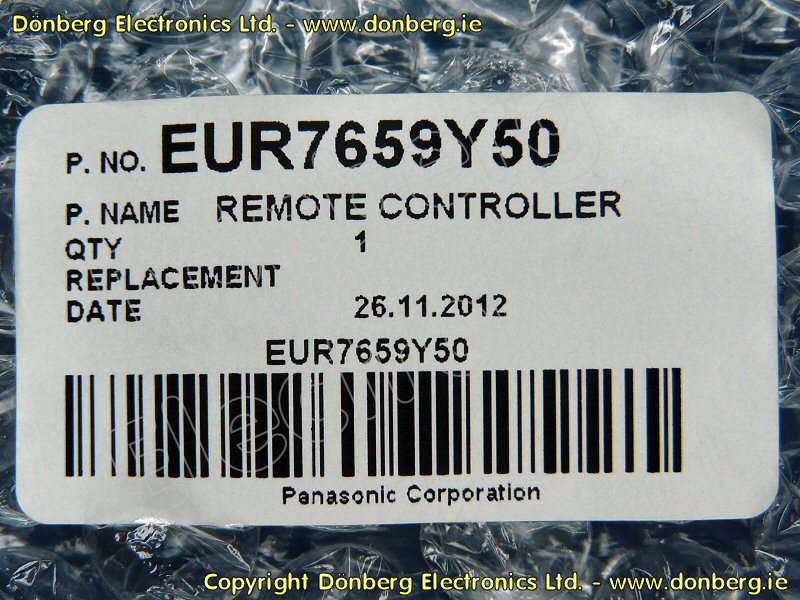 Dönberg Electronics Ltd. - www.donberg.ie
P. NO. EUR7659Y50
P. NAME REMOTE CONTROLLER
QTY 1
REPLACEMENT
DATE 26.11.2012
EUR7659Y50
Panasonic Corporation
Copyright Dönberg Electronics Ltd. - www.donberg.ie